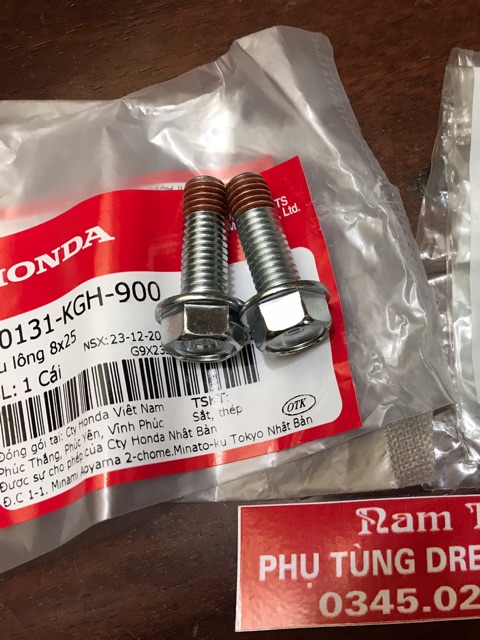 HONDA
0131-KGH-900
u lông 8x25
NSX: 23-12-20
L: 1 Cái
TSKT:
Sắt, thép
OTK
Đóng gói tại: Cty Honda Việt Nam
Phúc Thắng, Phúc Yên, Vĩnh Phúc
Được sự cho phép của Cty Honda Nhật Bản
Đ.C 1-1. Minami Aoyama 2-chome.Minato-ku Tokyo Nhật Bản
Ltd.
Nam
PHỤ TÙNG DRE
0345.02